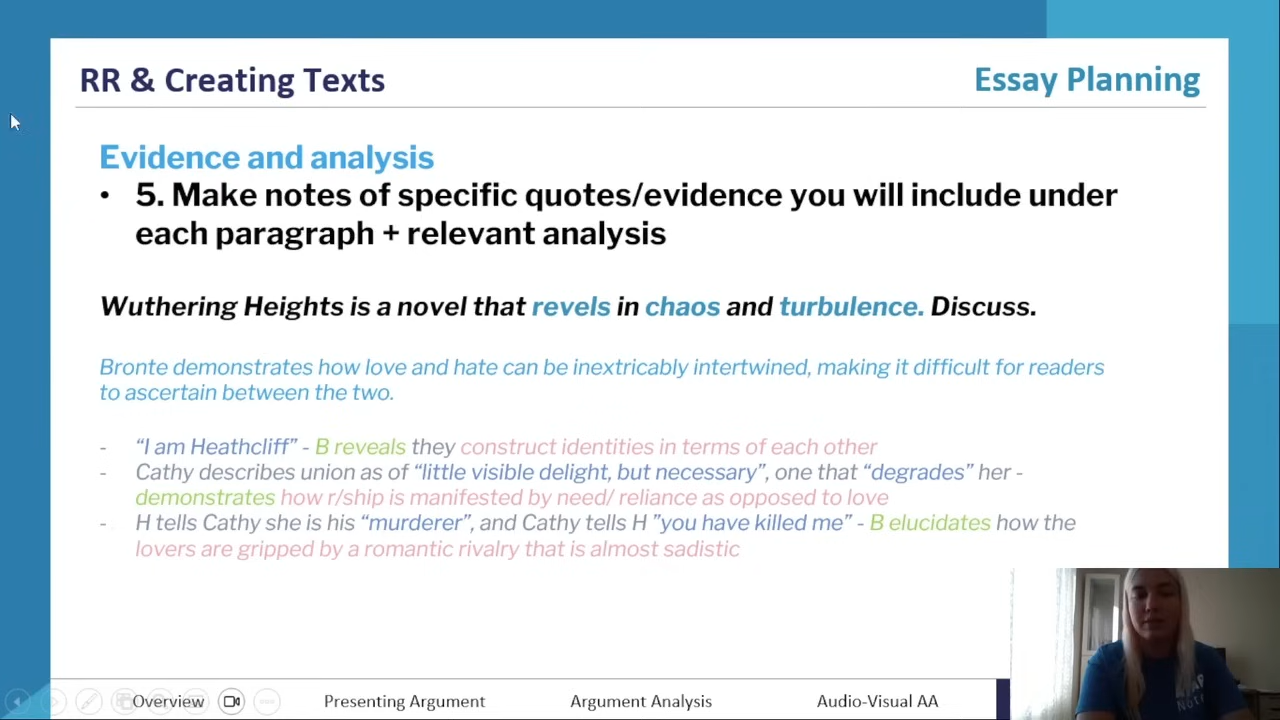 RR & Creating Texts
Essay Planning
Evidence and analysis
• 5. Make notes of specific quotes/evidence you will include under
each paragraph + relevant analysis
Wuthering Heights is a novel that revels in chaos and turbulence. Discuss.
Bronte demonstrates how love and hate can be inextricably intertwined, making it difficult for readers
to ascertain between the two.
- “I am Heathcliff” - B reveals they construct identities in terms of each other
- Cathy describes union as of “little visible delight, but necessary”, one that “degrades” her -
demonstrates how r/ship is manifested by need/ reliance as opposed to love
- H tells Cathy she is his “murderer”, and Cathy tells H ”you have killed me” - B elucidates how the
lovers are gripped by a romantic rivalry that is almost sadistic
Overview
Presenting Argument
Argument Analysis
Audio-Visual AA